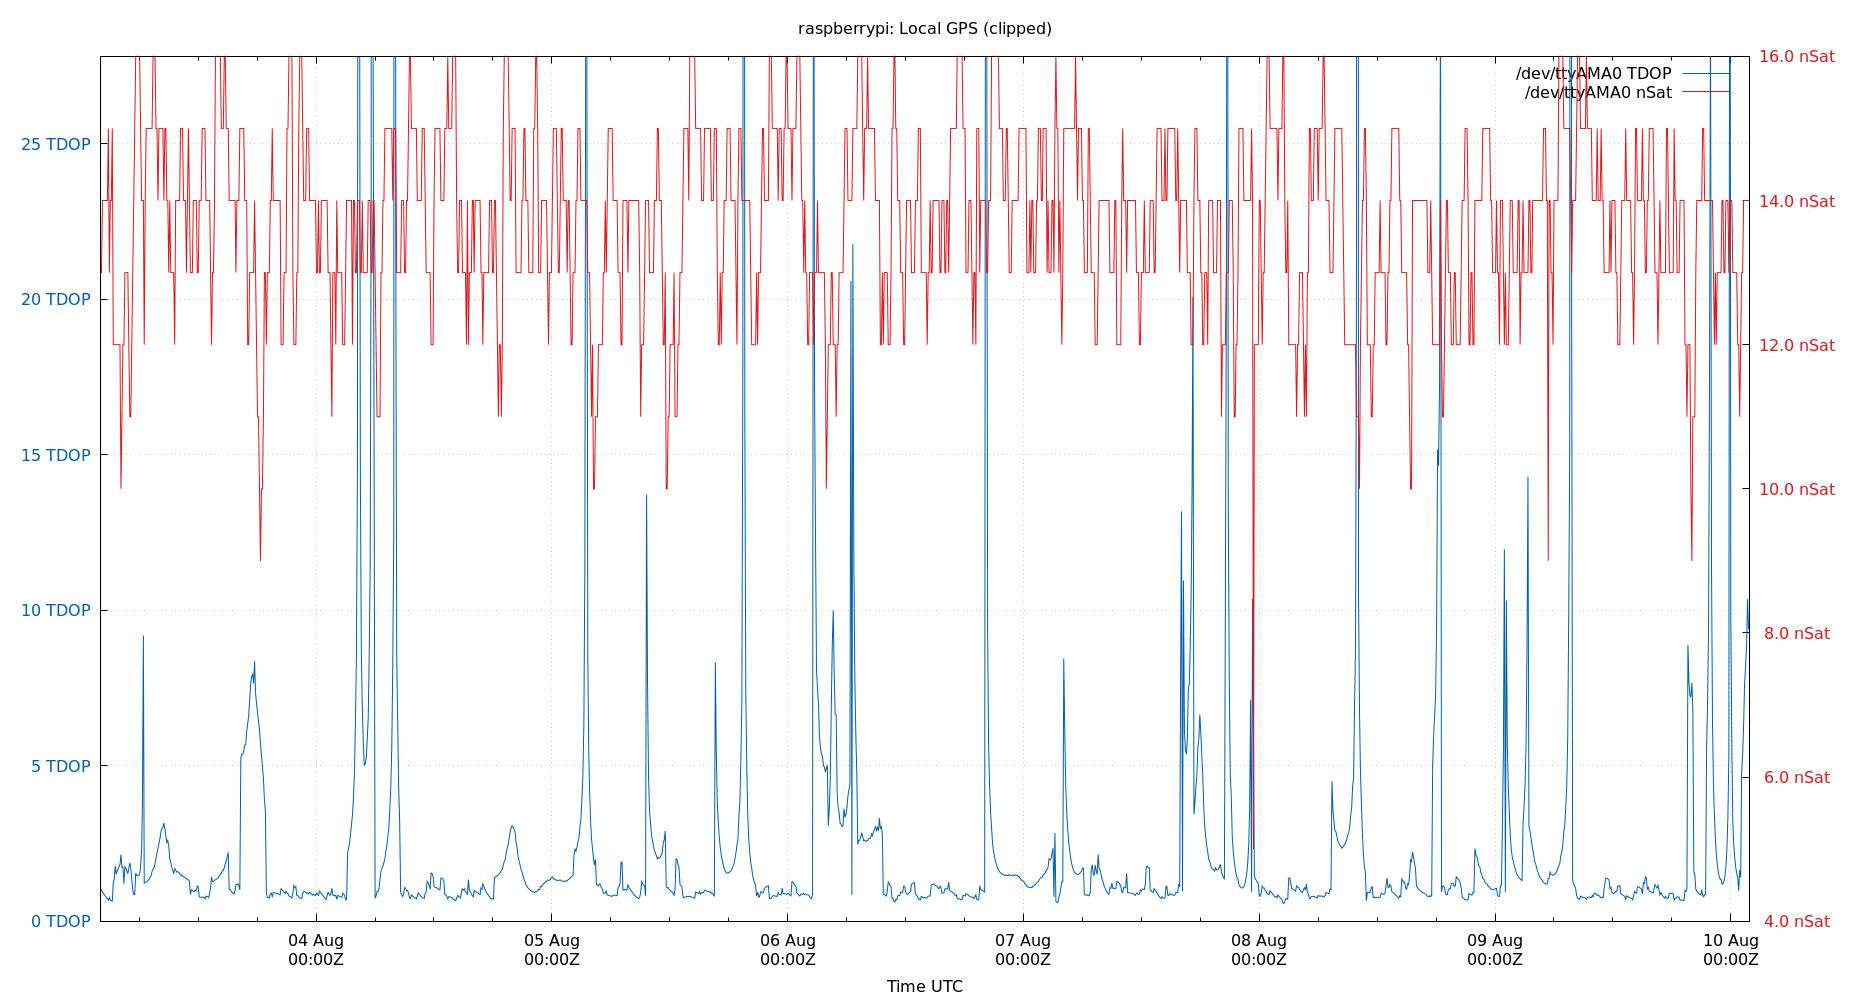 raspberrypi: Local GPS (clipped)
/dev/ttyAMA0 TDOP
/dev/ttyAMA0 nSat
25 TDOP
20 TDOP
15 TDOP
10 TDOP
5 TDOP
0 TDOP
16.0 nSat
14.0 nSat
12.0 nSat
10.0 nSat
8.0 nSat
6.0 nSat
4.0 nSat
04 Aug
00:00Z
05 Aug
00:00Z
06 Aug
00:00Z
07 Aug
00:00Z
08 Aug
00:00Z
09 Aug
00:00Z
10 Aug
00:00Z
Time UTC